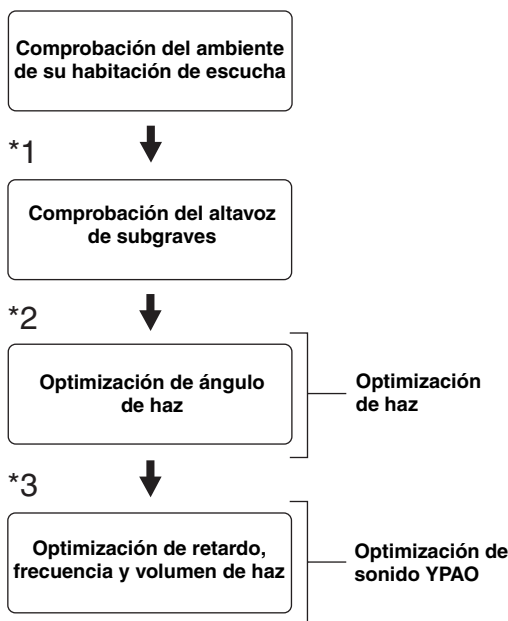 Comprobación del ambiente
de su habitación de escucha
*1
Comprobación del altavoz
de subgraves
*2
Optimización de ángulo
de haz
Optimización
de haz
*3
Optimización de retardo,
frecuencia y volumen de haz
Optimización de
sonido YPAO